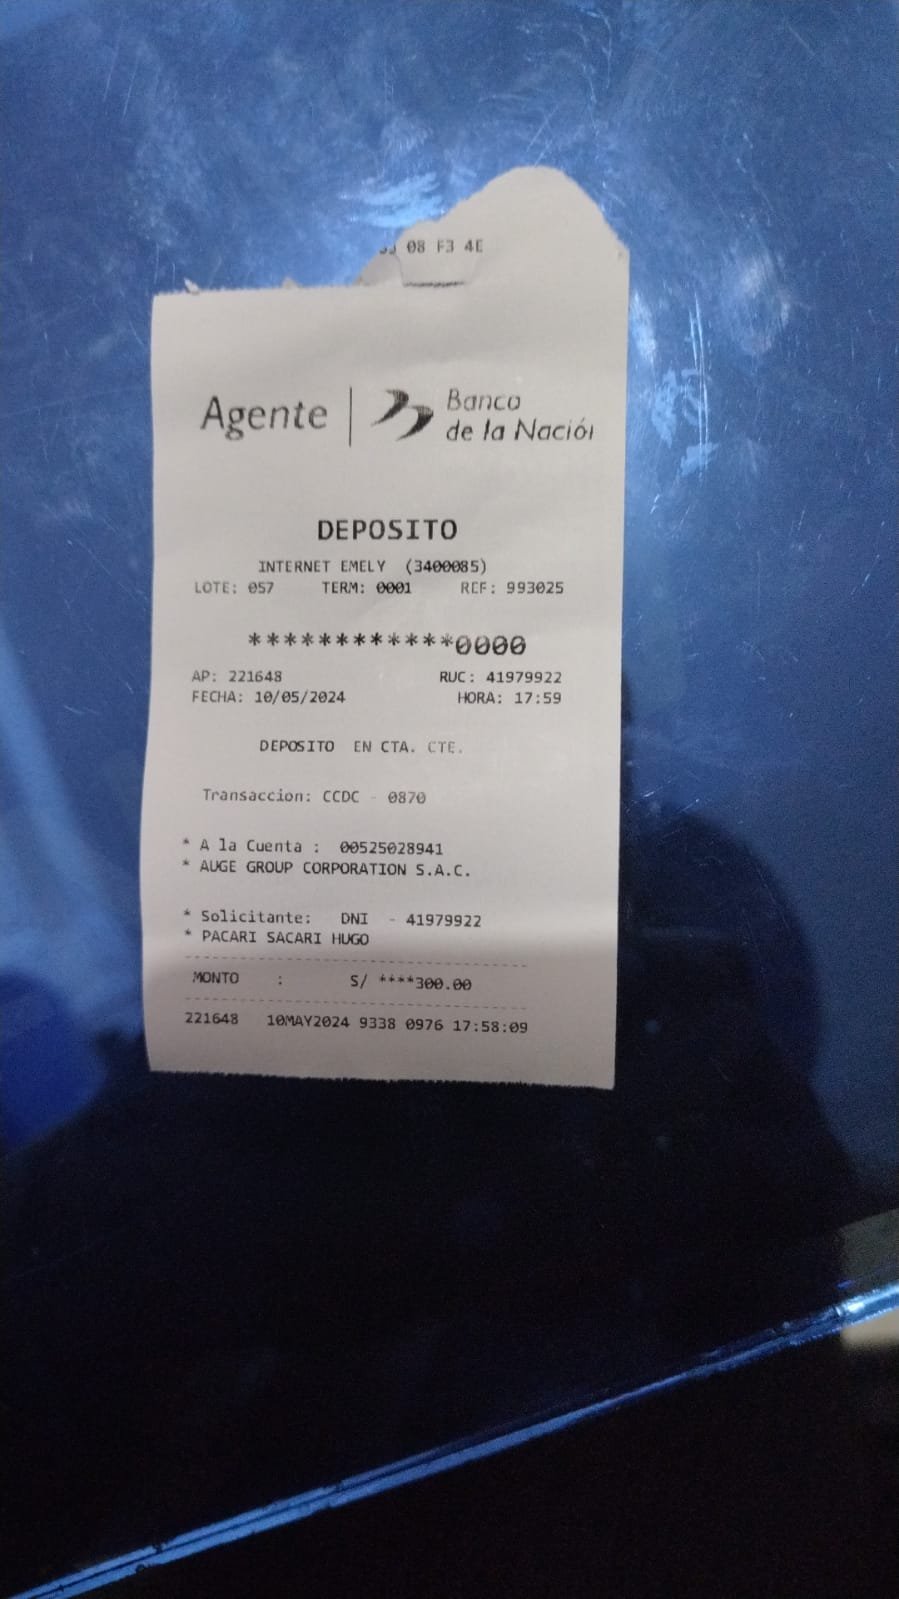 08 F3 4E
Agente | Banco
de la Nación
DEPOSITO
INTERNET EMELY (3400085)
LOTE: 057 TERM: 0001 REF: 993025
************0000
AP: 221648 RUC: 41979922
FECHA: 10/05/2024 HORA: 17:59
DEPOSITO EN CTA. CTE.
Transaccion: CCDC - 0870
* A la Cuenta : 00525028941
* AUGE GROUP CORPORATION S.A.C.
* Solicitante: DNI - 41979922
* PACARI SACARI HUGO
MONTO : S/ ****300.00
221648 10MAY2024 9338 0976 17:58:09